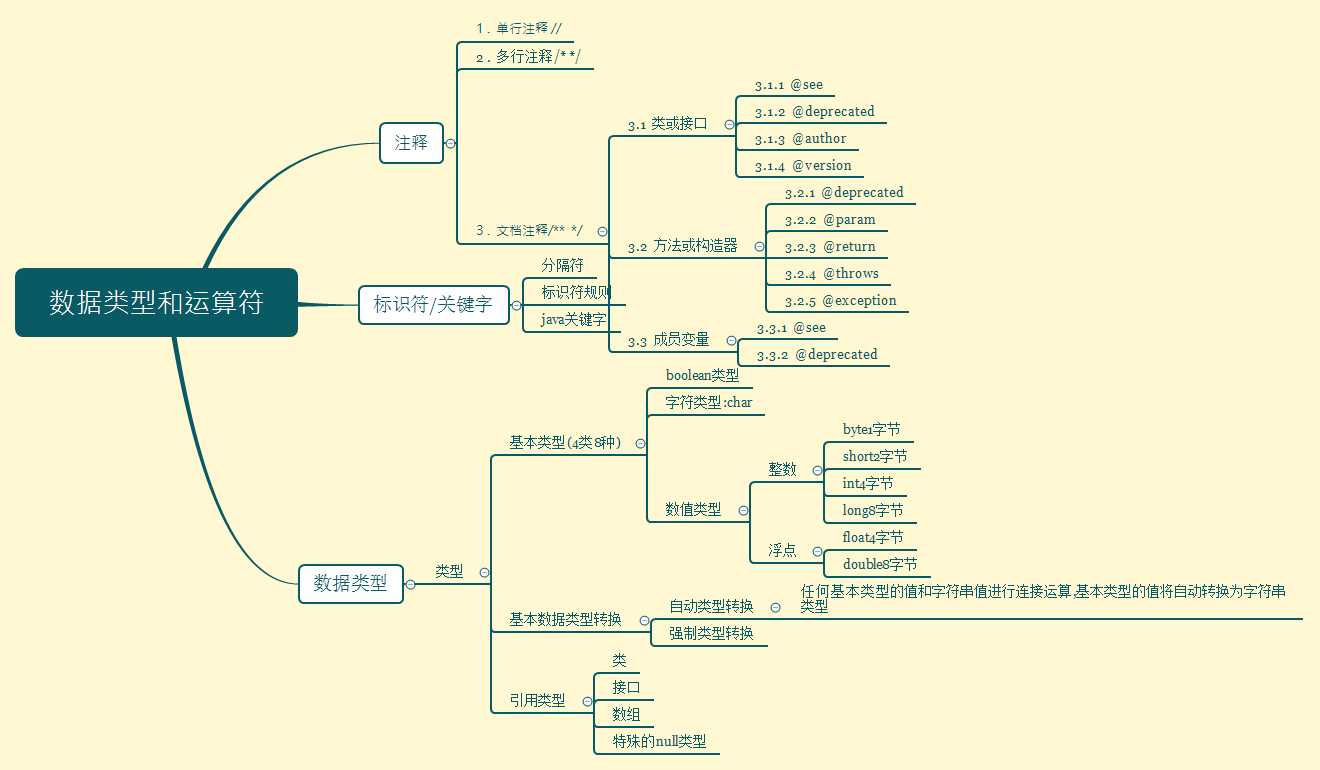 数据类型和运算符
注释
1. 单行注释 //
2. 多行注释 /* */
3. 文档注释/** */
3.1 类或接口
3.1.1 @see
3.1.2 @deprecated
3.1.3 @author
3.1.4 @version
3.2 方法或构造器
3.2.1 @deprecated
3.2.2 @param
3.2.3 @return
3.2.4 @throws
3.2.5 @exception
3.3 成员变量
3.3.1 @see
3.3.2 @deprecated
标识符/关键字
分隔符
标识符规则
java关键字
数据类型
类型
基本类型(4类8种)
boolean类型
字符类型:char
数值类型
整数
byte1字节
short2字节
int4字节
long8字节
浮点
float4字节
double8字节
基本数据类型转换
自动类型转换
任何基本类型的值和字符串值进行连接运算,基本类型的值将自动转换为字符串
类型
强制类型转换
引用类型
类
接口
数组
特殊的null类型